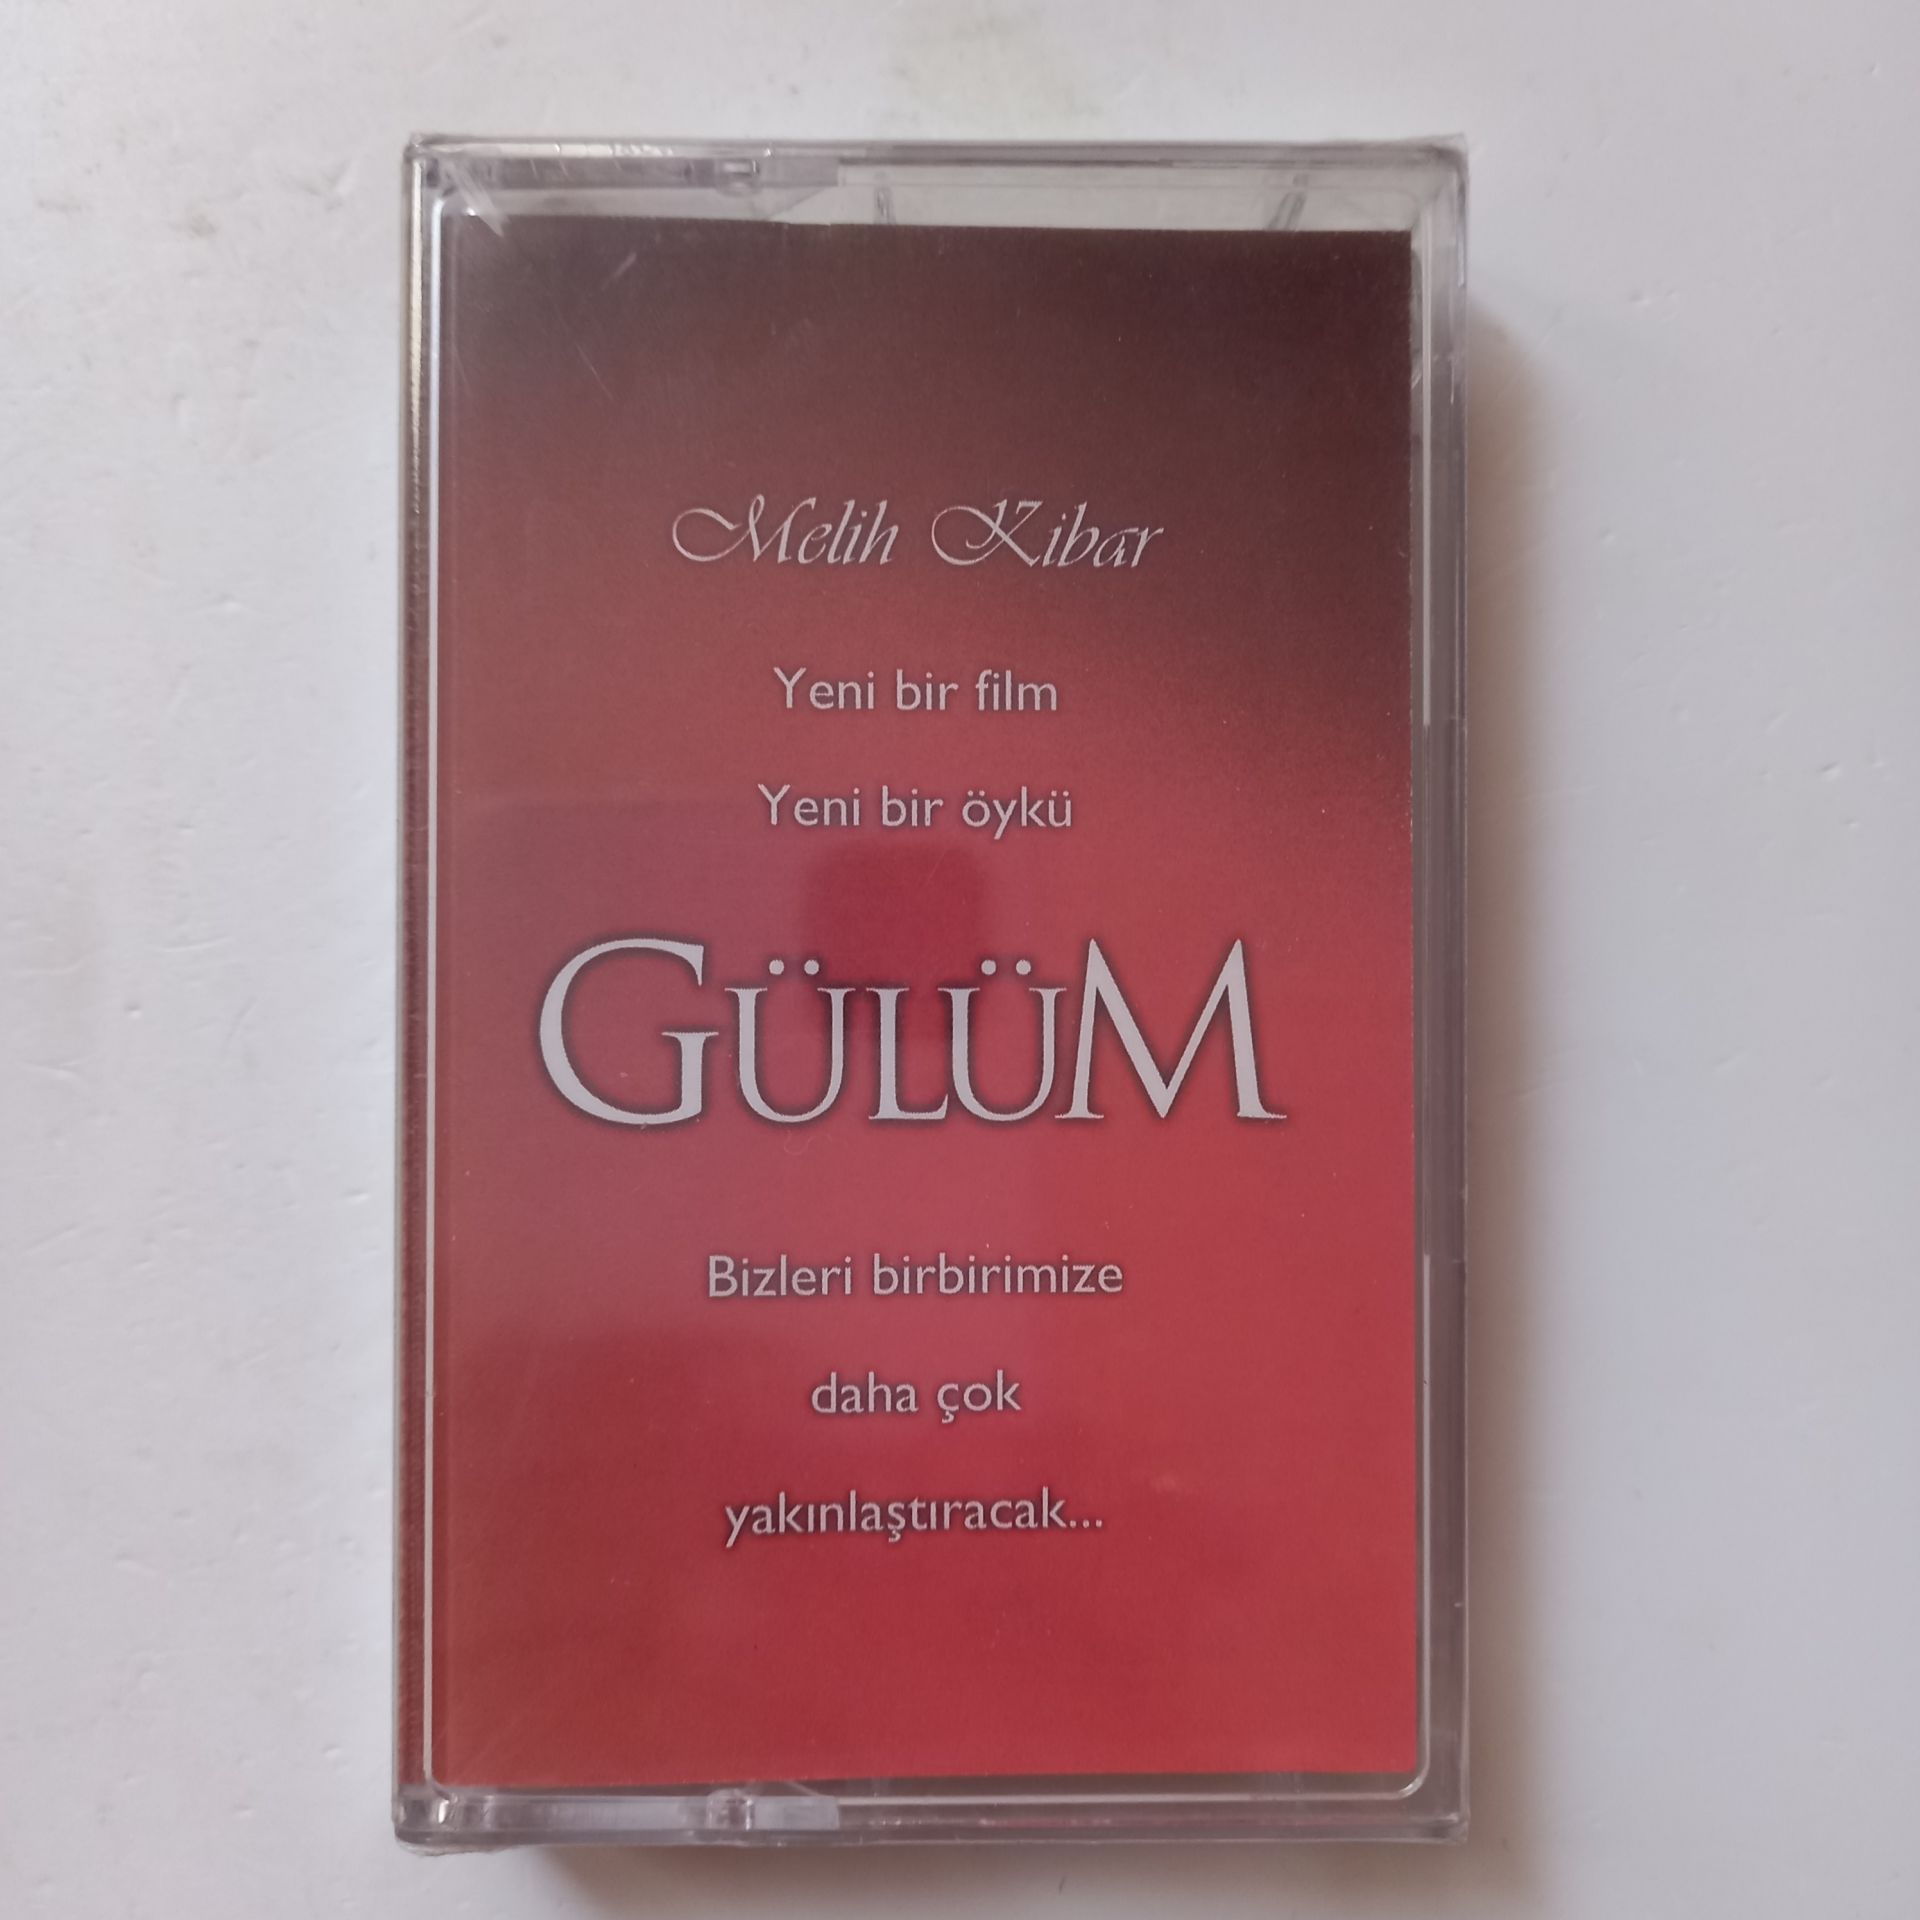 Melih Kibar
Yeni bir film
Yeni bir öykü
GÜLÜM
Bizleri birbirimize
daha çok
yakınlaştıracak...